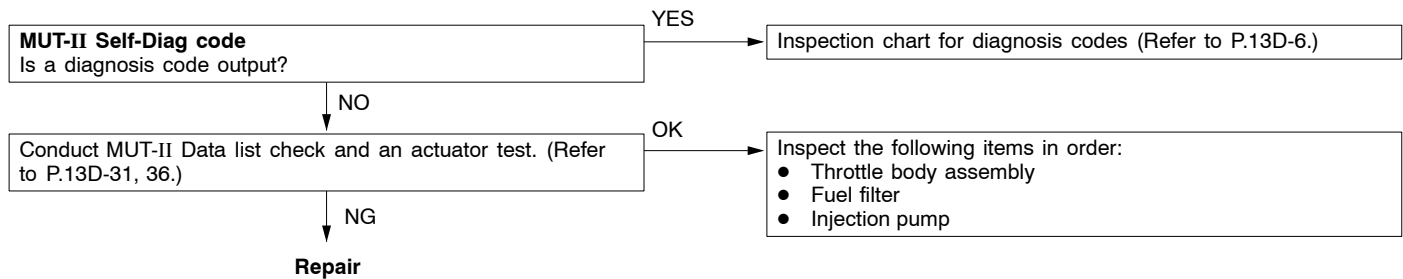 MUT-II Self-Diag code
Is a diagnosis code output?
YES
Inspection chart for diagnosis codes (Refer to P.13D-6.)
NO
Conduct MUT-II Data list check and an actuator test. (Refer
to P.13D-31, 36.)
OK
Inspect the following items in order:
● Throttle body assembly
● Fuel filter
● Injection pump
NG
Repair